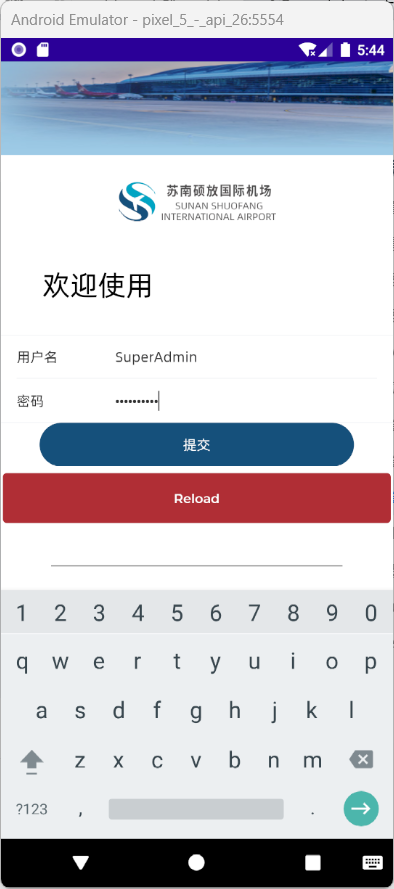 Android Emulator - pixel_5_-_api_26:5554
5:44
苏南硕放国际机场
SUNAN SHUOFANG
INTERNATIONAL AIRPORT
欢迎使用
用户名 SuperAdmin
密码 ••••••••••
提交
Reload
1 2 3 4 5 6 7 8 9 0
q w e r t y u i o p
a s d f g h j k l
z x c v b n m
?123 , .